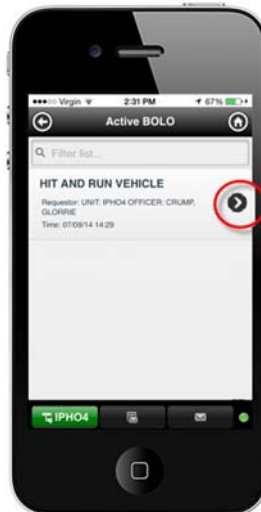 Virgin 2:31 PM 67%
Active BOLO
Filter list...
HIT AND RUN VEHICLE
Requestor: UNIT: IPHO4 OFFICER: CRUMP,
GLORRIE
Time: 07/09/14 14:29
IPHO4